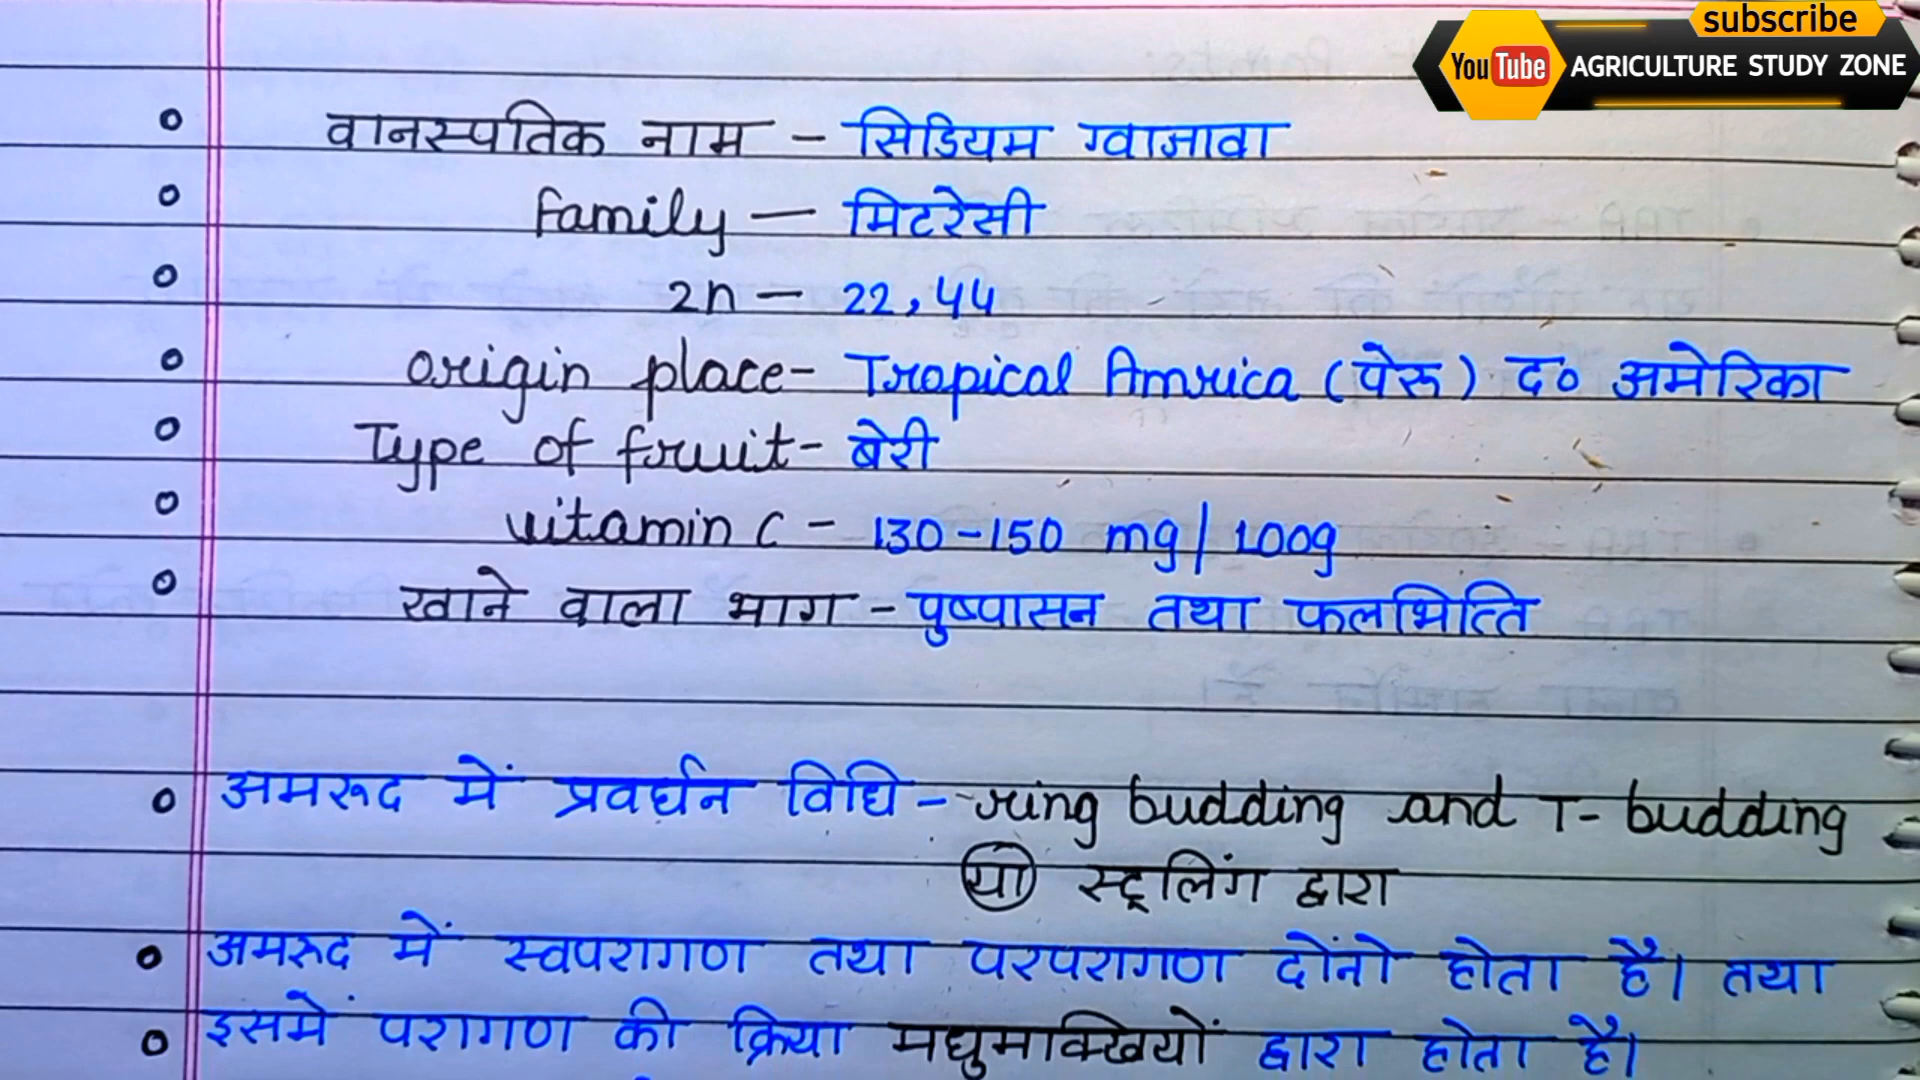 subscribe
YouTube AGRICULTURE STUDY ZONE
वानस्पतिक नाम - सिडियम ग्वाजावा
family - मिटरेसी
2n - 22, 44
origin place - Tropical Amrica (पेरू) द० अमेरिका
Type of fruit - बेरी
vitamin C - 130-150 mg/100g
खाने वाला भाग - पुष्पासन तथा फलभित्ति
अमरूद में प्रवर्धन विधि - ring budding and T-budding
या स्टूलिंग द्वारा
अमरूद में स्वपरागण तथा परपरागण दोंनो होता है। तथा
इसमें परागण की क्रिया मधुमक्खियों द्वारा होता है।